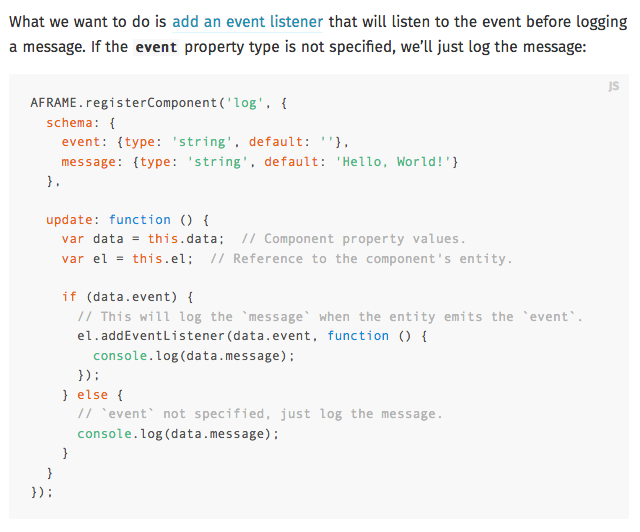 What we want to do is add an event listener that will listen to the event before logging
a message. If the event property type is not specified, we'll just log the message:
JS
AFRAME.registerComponent('log', {
  schema: {
    event: {type: 'string', default: ''},
    message: {type: 'string', default: 'Hello, World!'}
  },

  update: function () {
    var data = this.data;  // Component property values.
    var el = this.el;  // Reference to the component's entity.

    if (data.event) {
      // This will log the `message` when the entity emits the `event`.
      el.addEventListener(data.event, function () {
        console.log(data.message);
      });
    } else {
      // `event` not specified, just log the message.
      console.log(data.message);
    }
  }
});